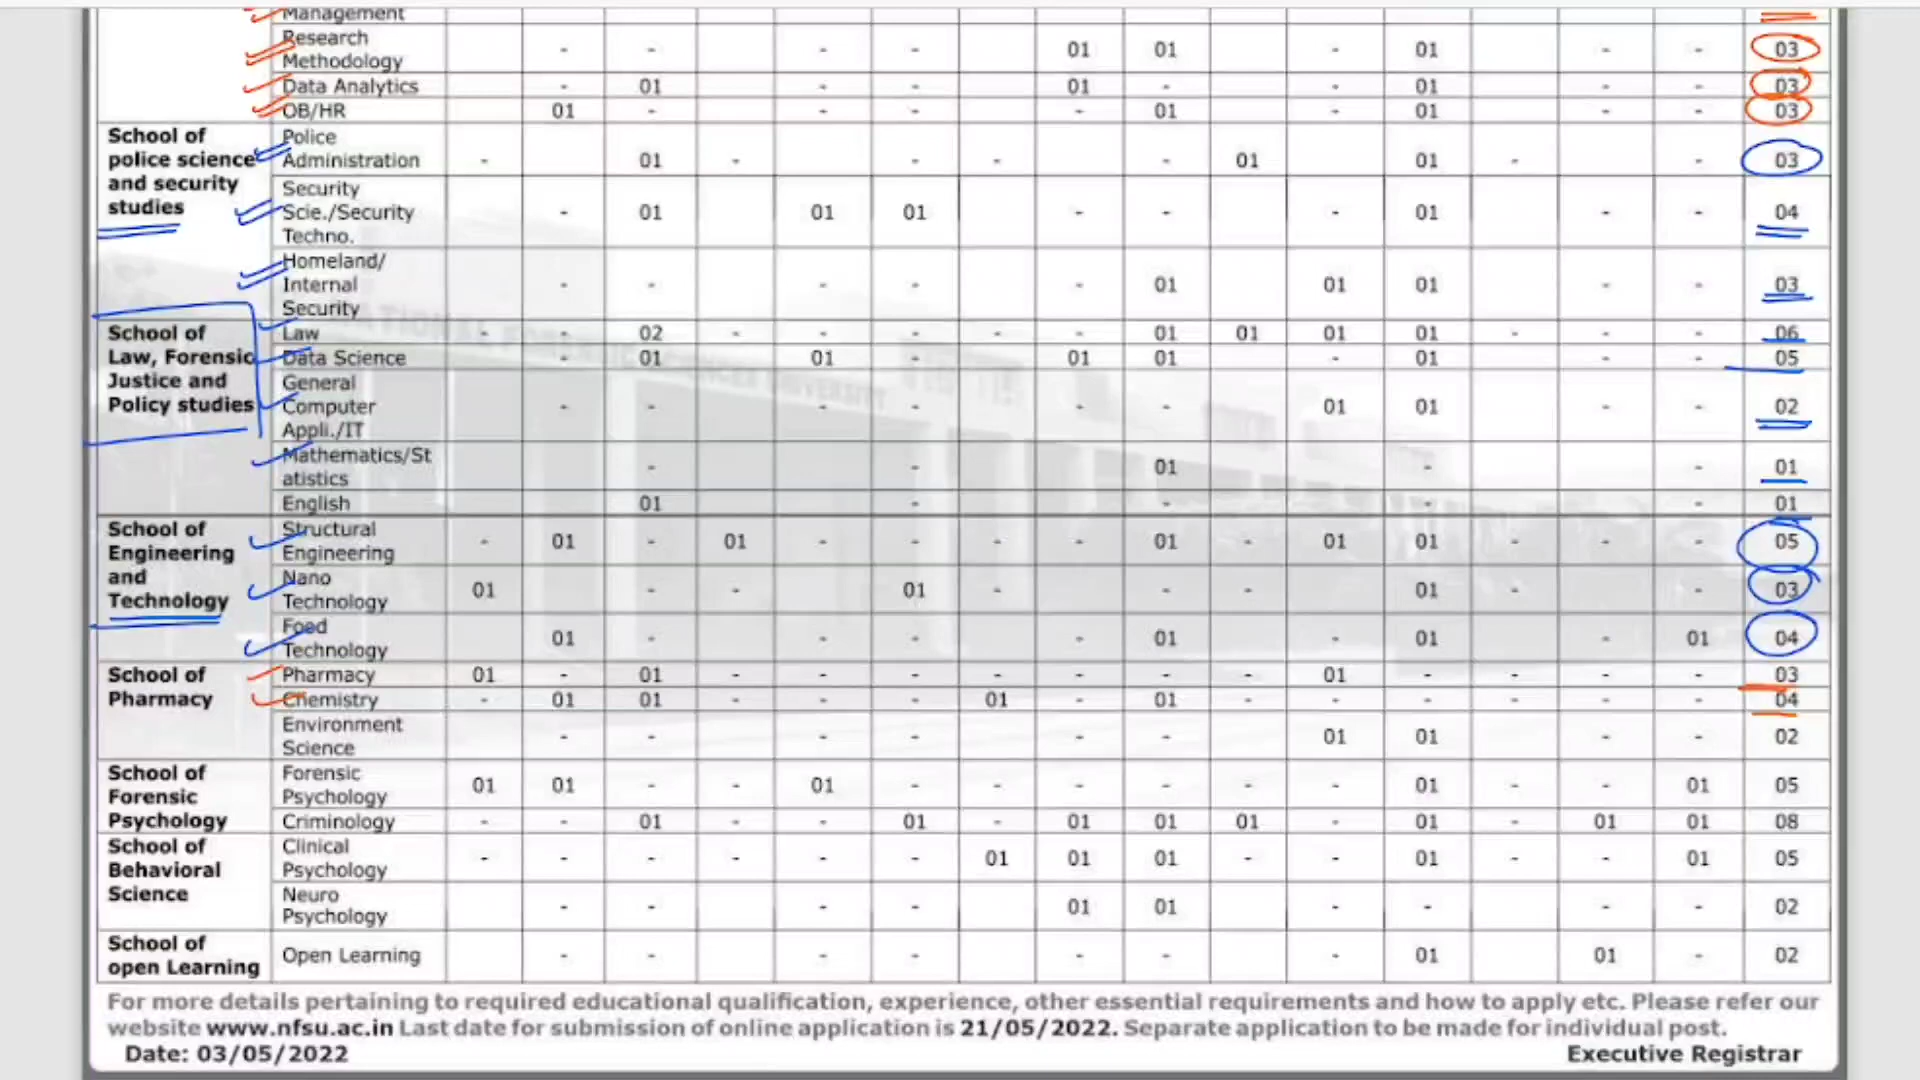 Management
Research - - - - 01 01 - 01 - - 03
Methodology
Data Analytics - 01 - - 01 - - 01 - - 03
OB/HR 01 - - - - 01 - 01 - - 03
School of
police science
and security
studies
Police
Administration - 01 - - - - 01 01 - - 03
Security
Scie./Security - 01 01 01 - - - 01 - - 04
Techno.
Homeland/
Internal - - - - - 01 01 01 - - 03
Security
School of
Law, Forensic
Justice and
Policy studies
Law - - 02 - - - - - 01 01 01 01 - - - 06
Data Science - 01 01 - 01 01 - 01 - - 05
General
Computer - - - - - - 01 01 - - 02
Appli./IT
Mathematics/St
atistics - - 01 - - 01
English 01 - - - - 01
School of
Engineering
and
Technology
Structural
Engineering - 01 - 01 - - - - 01 - 01 01 - - - 05
Nano
Technology 01 - - 01 - - - 01 - - 03
Food
Technology 01 - - - - 01 - 01 - 01 04
School of
Pharmacy
Pharmacy 01 - 01 - - - - - - - 01 - - - - 03
Chemistry - 01 01 - - - 01 - 01 - - - - - - 04
Environment
Science - - - - - - 01 01 - - 02
School of
Forensic
Psychology
Forensic
Psychology 01 01 - - 01 - - - - - - 01 - - 01 05
Criminology - - 01 - - 01 - 01 01 01 - 01 - 01 01 08
School of
Behavioral
Science
Clinical
Psychology - - - - - - 01 01 01 - - 01 - - 01 05
Neuro
Psychology - - - - 01 01 - - - - 02
School of
open Learning
Open Learning - - - - - - - 01 01 - 02
For more details pertaining to required educational qualification, experience, other essential requirements and how to apply etc. Please refer our
website www.nfsu.ac.in Last date for submission of online application is 21/05/2022. Separate application to be made for individual post.
Date: 03/05/2022 Executive Registrar
NATIONAL FORENSIC SCIENCES UNIVERSITY